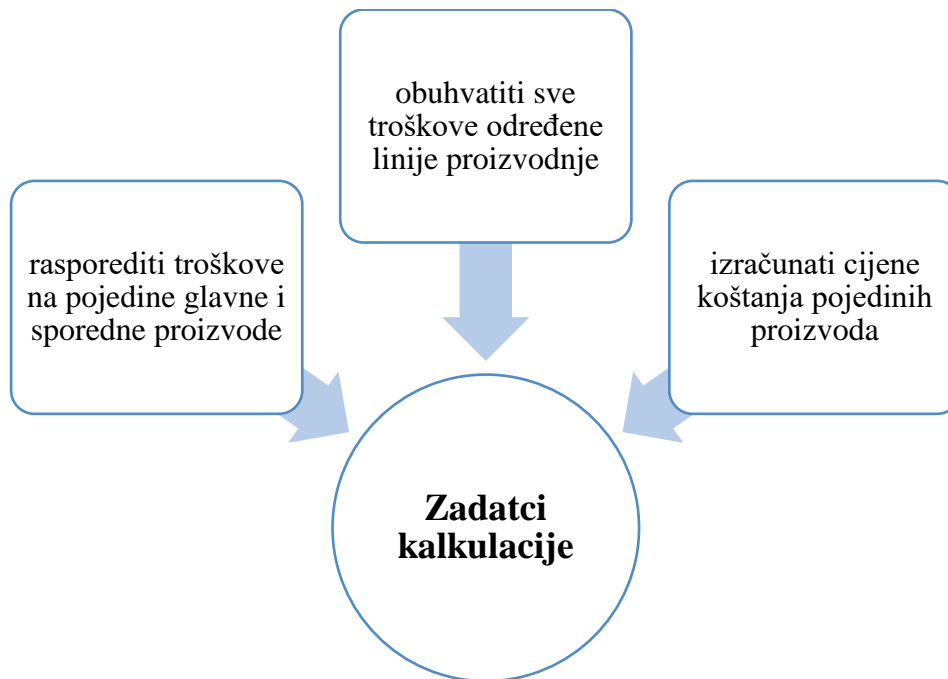 obuhvatiti sve
troškove određene
linije proizvodnje
rasporediti troškove
na pojedine glavne i
sporedne proizvode
izračunati cijene
koštanja pojedinih
proizvoda
Zadatci
kalkulacije